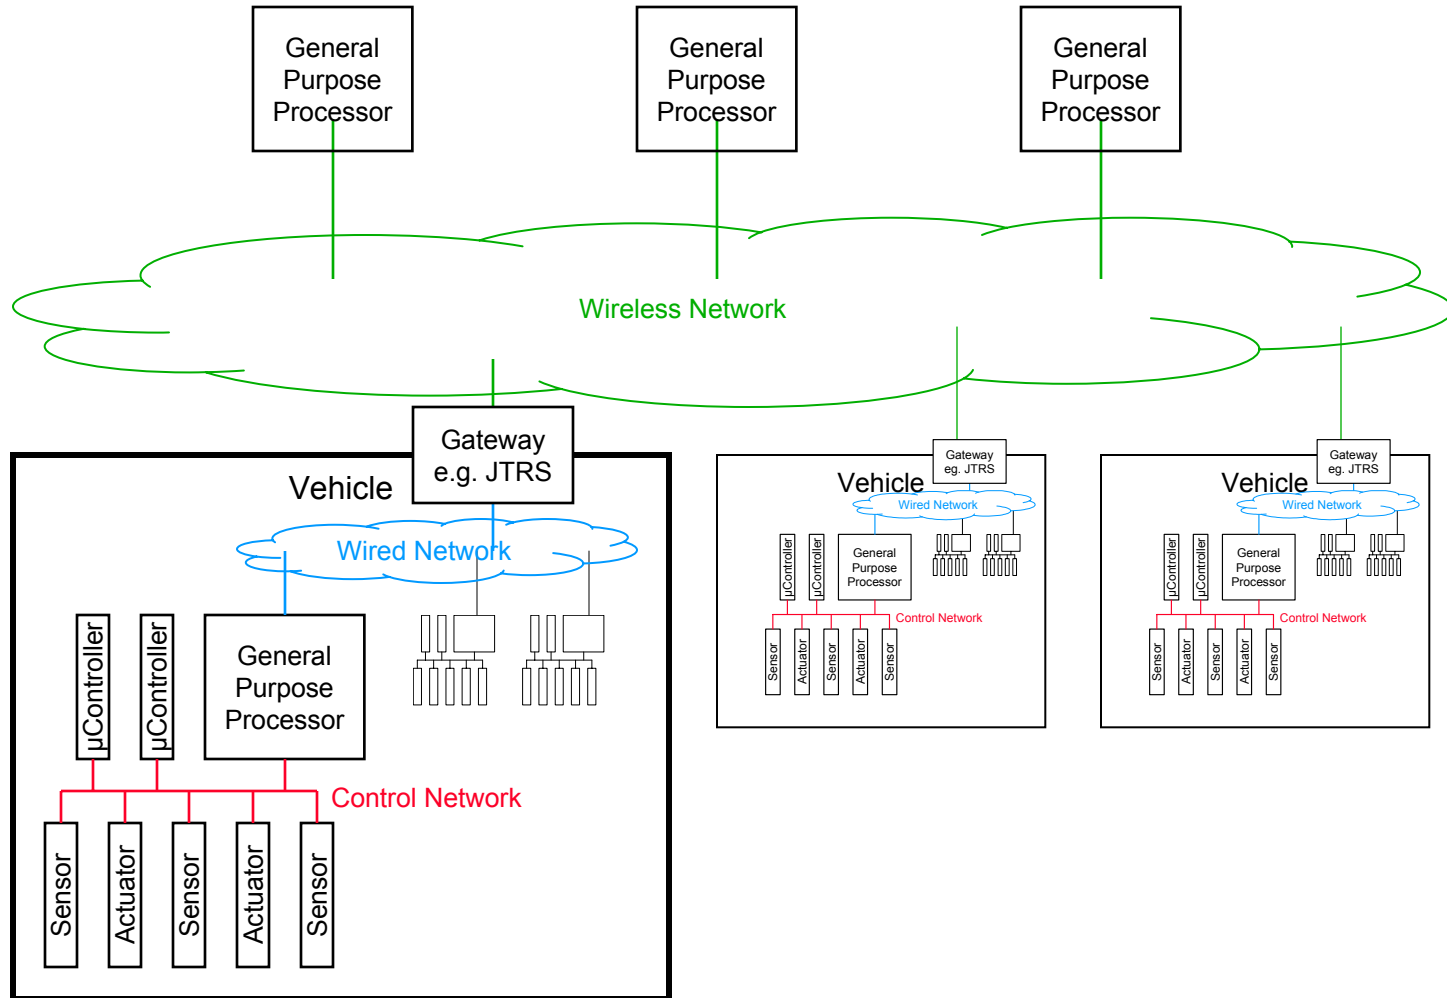 General
Purpose
Processor
General
Purpose
Processor
General
Purpose
Processor
Wireless Network
Gateway
e.g. JTRS
Vehicle
Wired Network
µController
µController
General
Purpose
Processor
Control Network
Sensor
Actuator
Sensor
Actuator
Sensor
Gateway
eg. JTRS
Vehicle
Wired Network
µController
µController
General
Purpose
Processor
Control Network
Sensor
Actuator
Sensor
Actuator
Sensor
Gateway
eg. JTRS
Vehicle
Wired Network
µController
µController
General
Purpose
Processor
Control Network
Sensor
Actuator
Sensor
Actuator
Sensor